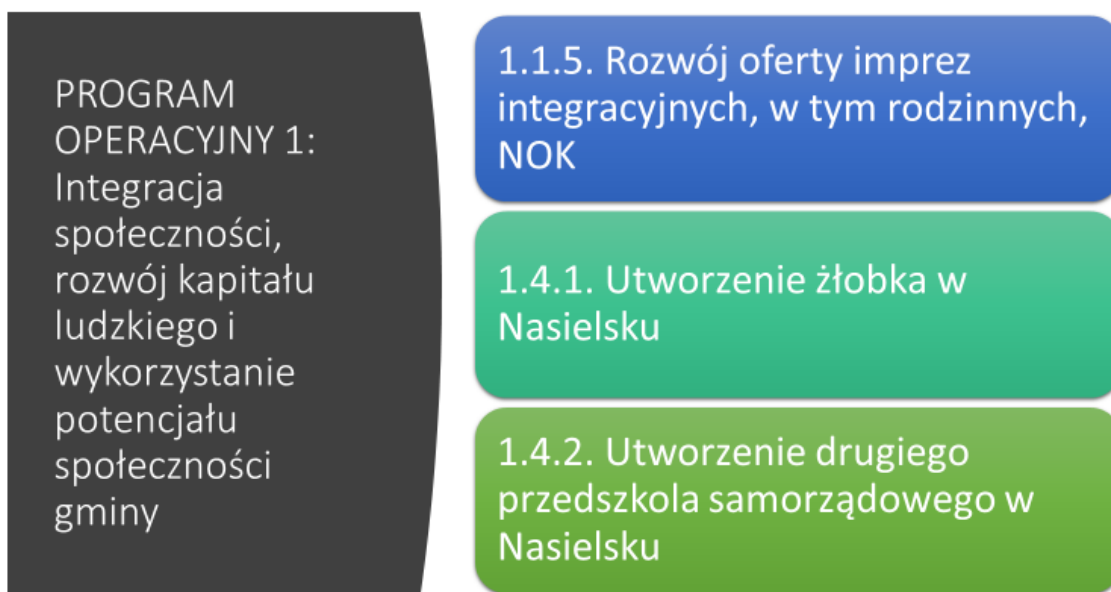 PROGRAM
OPERACYJNY 1:
Integracja
społeczności,
rozwój kapitału
ludzkiego i
wykorzystanie
potencjału
społeczności
gminy
1.1.5. Rozwój oferty imprez
integracyjnych, w tym rodzinnych,
NOK
1.4.1. Utworzenie żłobka w
Nasielsku
1.4.2. Utworzenie drugiego
przedszkola samorządowego w
Nasielsku